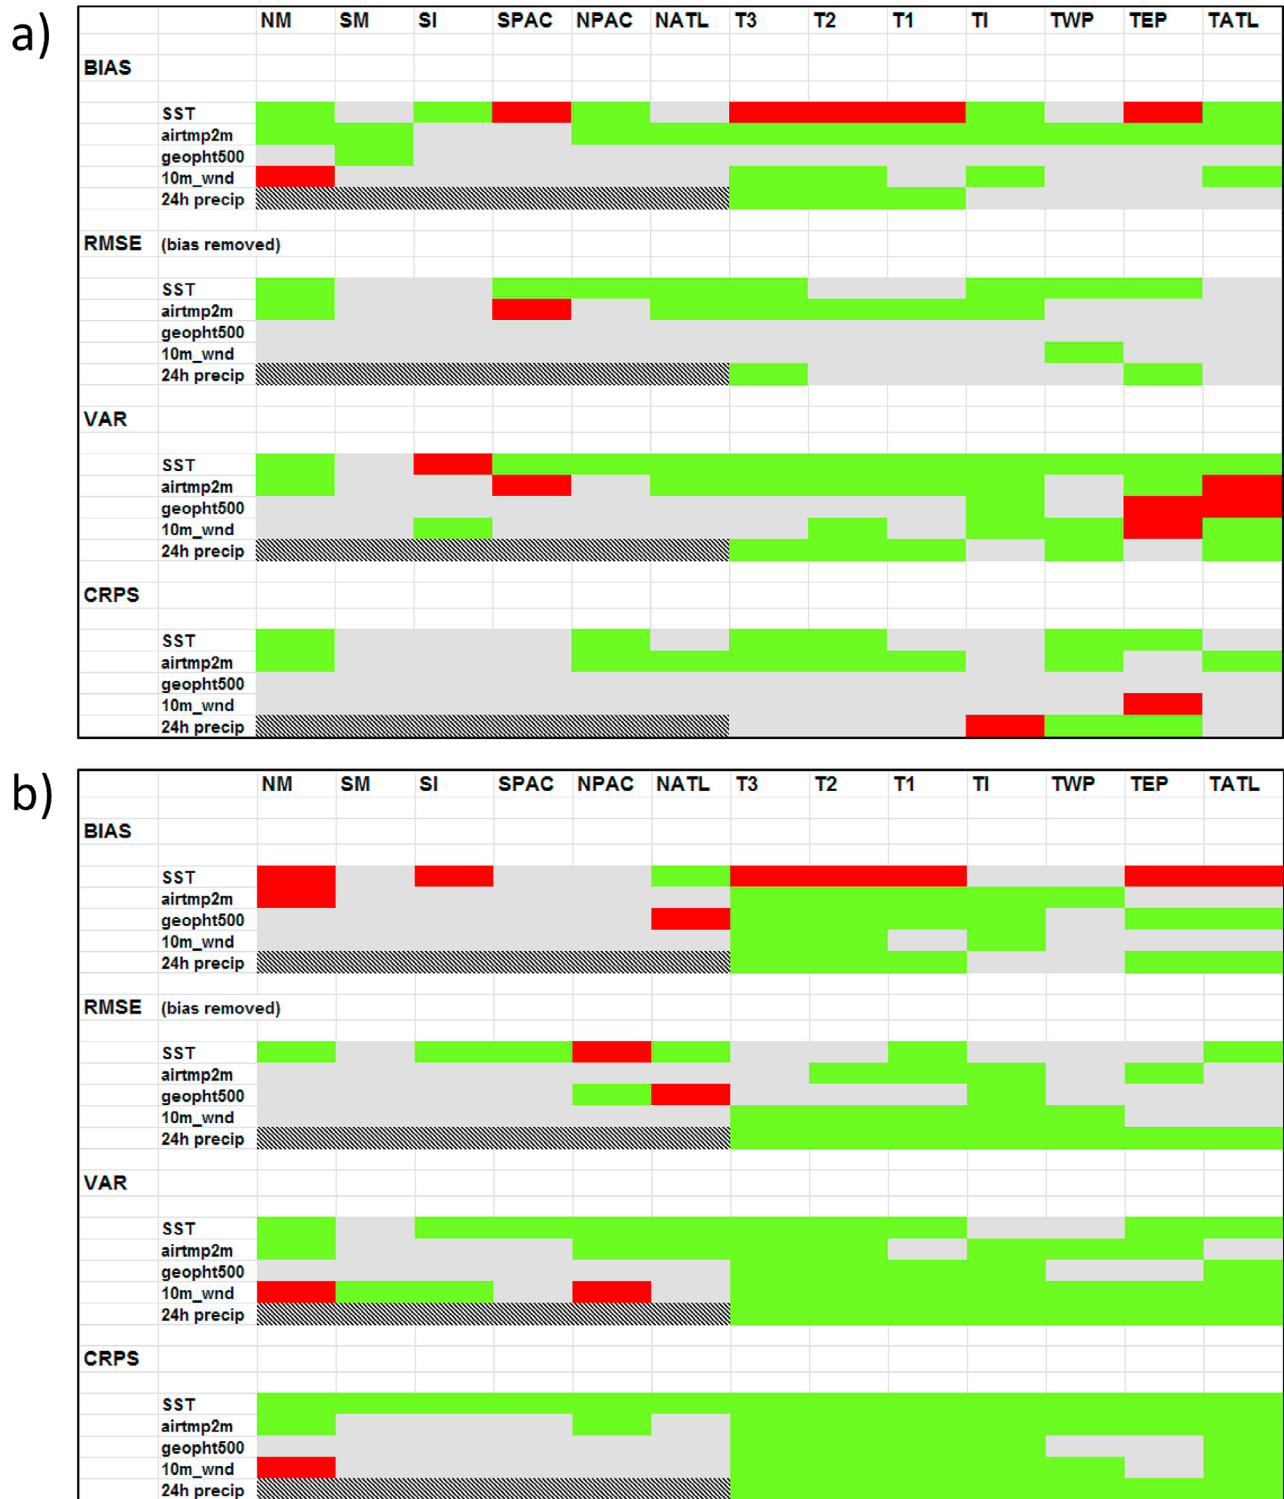 a)
NM SM SI SPAC NPAC NATL T3 T2 T1 TI TWP TEP TATL
BIAS
SST
airtmp2m
geopht500
10m_wnd
24h precip
RMSE (bias removed)
SST
airtmp2m
geopht500
10m_wnd
24h precip
VAR
SST
airtmp2m
geopht500
10m_wnd
24h precip
CRPS
SST
airtmp2m
geopht500
10m_wnd
24h precip
b)
NM SM SI SPAC NPAC NATL T3 T2 T1 TI TWP TEP TATL
BIAS
SST
airtmp2m
geopht500
10m_wnd
24h precip
RMSE (bias removed)
SST
airtmp2m
geopht500
10m_wnd
24h precip
VAR
SST
airtmp2m
geopht500
10m_wnd
24h precip
CRPS
SST
airtmp2m
geopht500
10m_wnd
24h precip